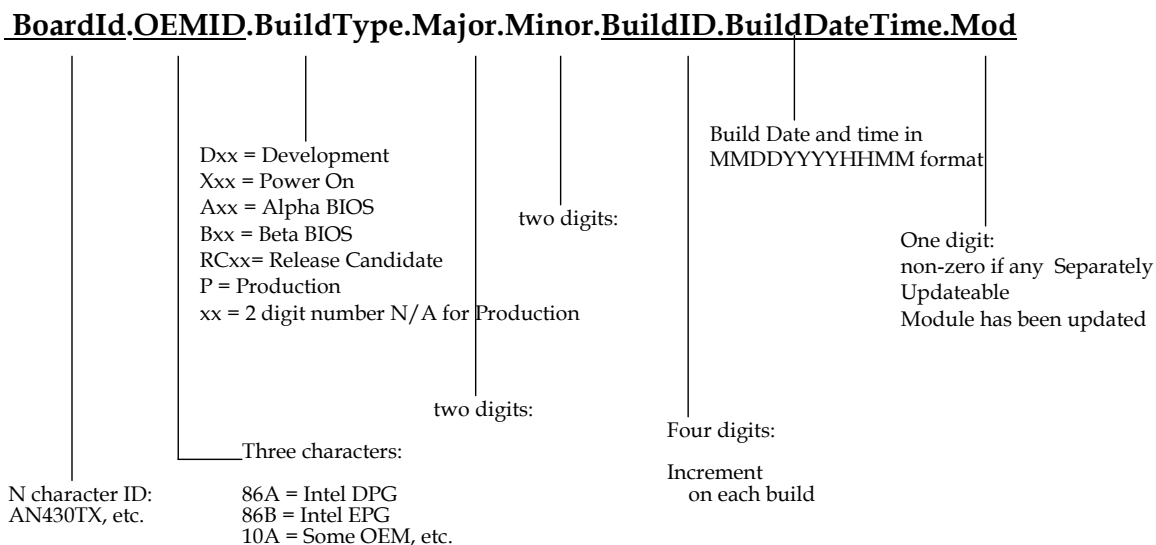 BoardId.OEMID.BuildType.Major.Minor.BuildID.BuildDateTime.Mod
Build Date and time in
MMDDYYYYHHMM format
Dxx = Development
Xxx = Power On
Axx = Alpha BIOS
Bxx = Beta BIOS
RCxx= Release Candidate
P = Production
xx = 2 digit number N/A for Production
two digits:
One digit:
non-zero if any Separately
Updateable
Module has been updated
two digits:
Four digits:
Increment
on each build
Three characters:
86A = Intel DPG
86B = Intel EPG
10A = Some OEM, etc.
N character ID:
AN430TX, etc.